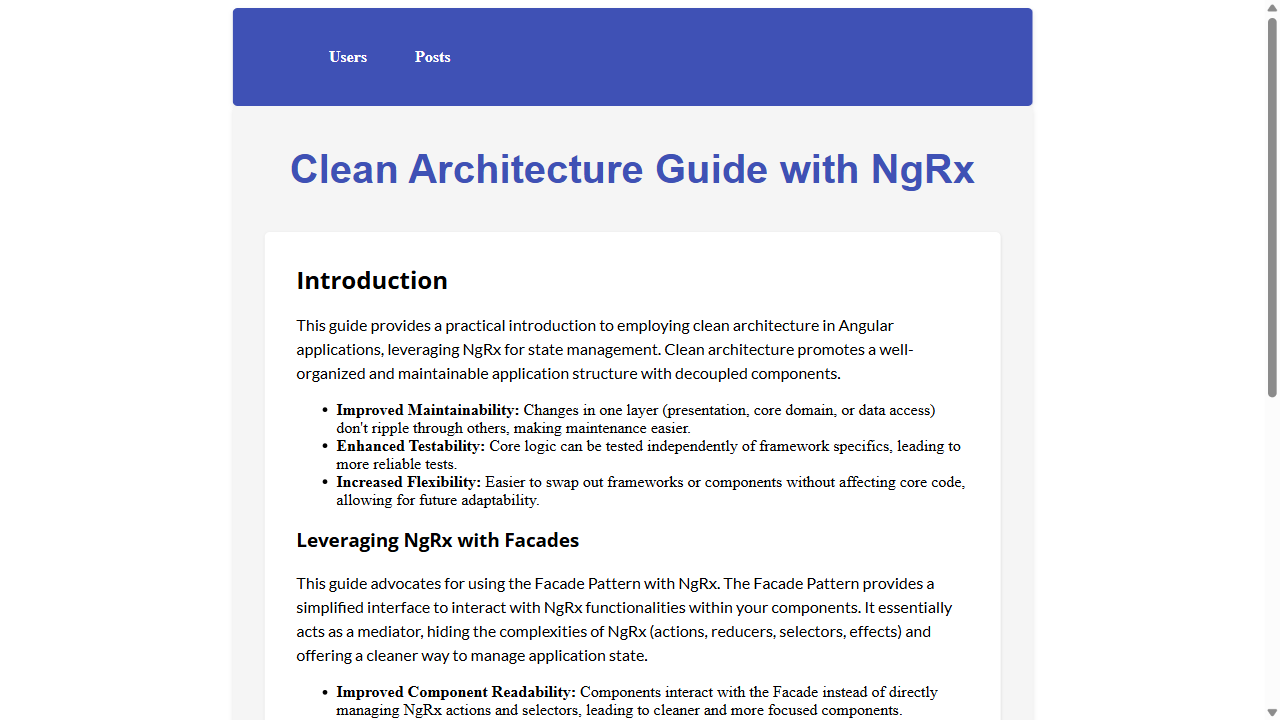 Users Posts
Clean Architecture Guide with NgRx
Introduction
This guide provides a practical introduction to employing clean architecture in Angular
applications, leveraging NgRx for state management. Clean architecture promotes a well-
organized and maintainable application structure with decoupled components.
• Improved Maintainability: Changes in one layer (presentation, core domain, or data access)
don't ripple through others, making maintenance easier.
• Enhanced Testability: Core logic can be tested independently of framework specifics, leading to
more reliable tests.
• Increased Flexibility: Easier to swap out frameworks or components without affecting core code,
allowing for future adaptability.
Leveraging NgRx with Facades
This guide advocates for using the Facade Pattern with NgRx. The Facade Pattern provides a
simplified interface to interact with NgRx functionalities within your components. It essentially
acts as a mediator, hiding the complexities of NgRx (actions, reducers, selectors, effects) and
offering a cleaner way to manage application state.
• Improved Component Readability: Components interact with the Facade instead of directly
managing NgRx actions and selectors, leading to cleaner and more focused components.